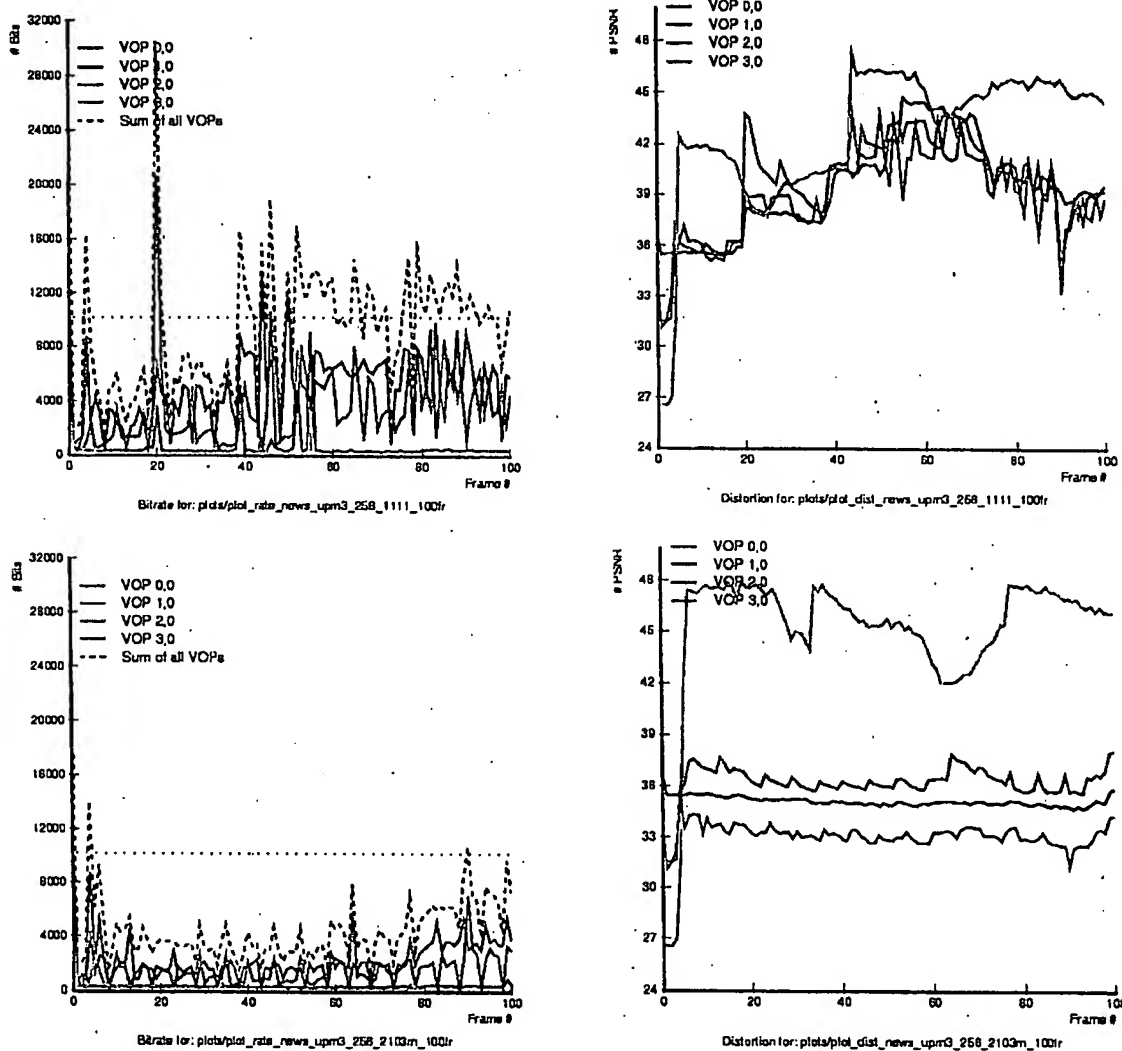 # Bits
32000
28000
24000
20000
16000
12000
8000
4000
0
VOP 0,0
VOP 1,0
VOP 2,0
VOP 3,0
Sum of all VOPs
0 20 40 60 80 100
Frame #
Bitrate for: plots/plot_rate_news_upm3_256_1111_100fr
# PSNR
48
45
42
39
36
33
30
27
24
VOP 0,0
VOP 1,0
VOP 2,0
VOP 3,0
0 20 40 60 80 100
Frame #
Distortion for: plots/plot_dist_news_upm3_256_1111_100fr
# Bits
32000
28000
24000
20000
16000
12000
8000
4000
0
VOP 0,0
VOP 1,0
VOP 2,0
VOP 3,0
Sum of all VOPs
0 20 40 60 80 100
Frame #
Bitrate for: plots/plot_rate_news_upm3_256_2103m_100fr
# PSNR
48
45
42
39
36
33
30
27
24
VOP 0,0
VOP 1,0
VOP 2,0
VOP 3,0
0 20 40 60 80 100
Frame #
Distortion for: plots/plot_dist_news_upm3_256_2103m_100fr